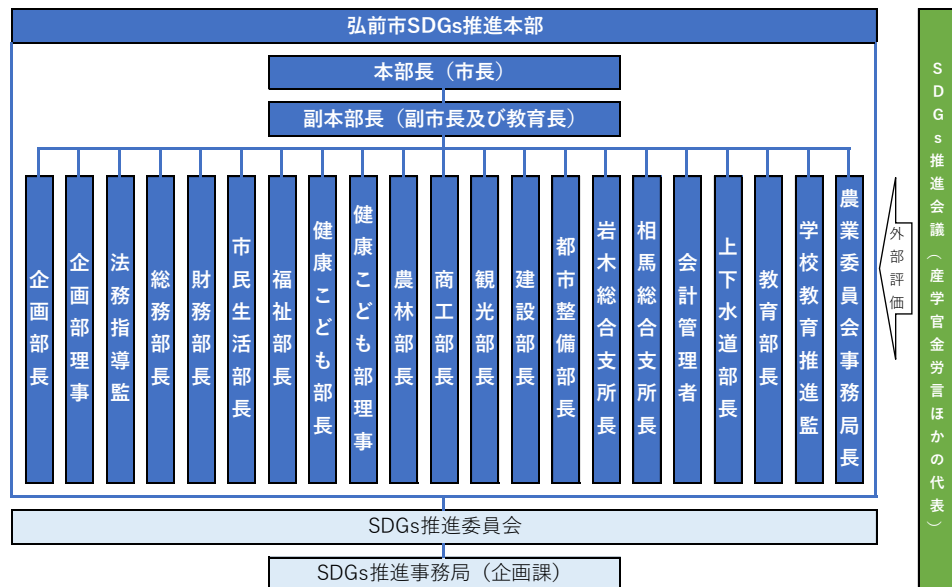 弘前市SDGs推進本部
本部長（市長）
副本部長（副市長及び教育長）
企画部長
企画部理事
法務指導監
総務部長
財務部長
市民生活部長
福祉部長
健康こども部長
健康こども部理事
農林部長
商工部長
観光部長
建設部長
都市整備部長
岩木総合支所長
相馬総合支所長
会計管理者
上下水道部長
教育部長
学校教育推進監
農業委員会事務局長
外部評価
SDGs推進会議（産学官金労言ほかの代表）
SDGs推進委員会
SDGs推進事務局（企画課）